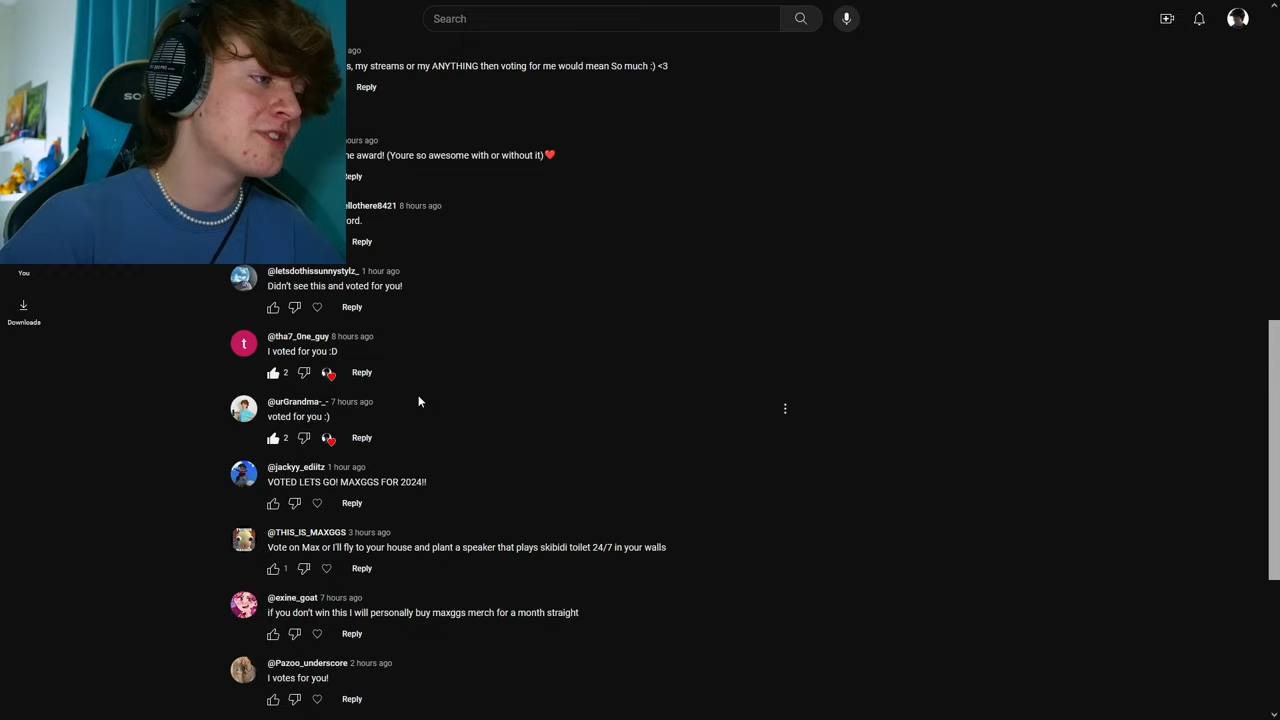 Search
ago
s, my streams or my ANYTHING then voting for me would mean So much :) <3
Reply
ours ago
ne award! (Youre so awesome with or without it)❤️
Reply
ellothere8421 8 hours ago
ord.
Reply
You
@letsdothissunnystylz_ 1 hour ago
Didn't see this and voted for you!
Reply
Downloads
t
@tha7_0ne_guy 8 hours ago
I voted for you :D
2 Reply
@urGrandma-_- 7 hours ago
voted for you :)
2 Reply
@jackyy_ediitz 1 hour ago
VOTED LETS GO! MAXGGS FOR 2024!!
Reply
@THIS_IS_MAXGGS 3 hours ago
Vote on Max or I'll fly to your house and plant a speaker that plays skibidi toilet 24/7 in your walls
1 Reply
@exine_goat 7 hours ago
if you don't win this I will personally buy maxggs merch for a month straight
Reply
@Pazoo_underscore 2 hours ago
I votes for you!
Reply